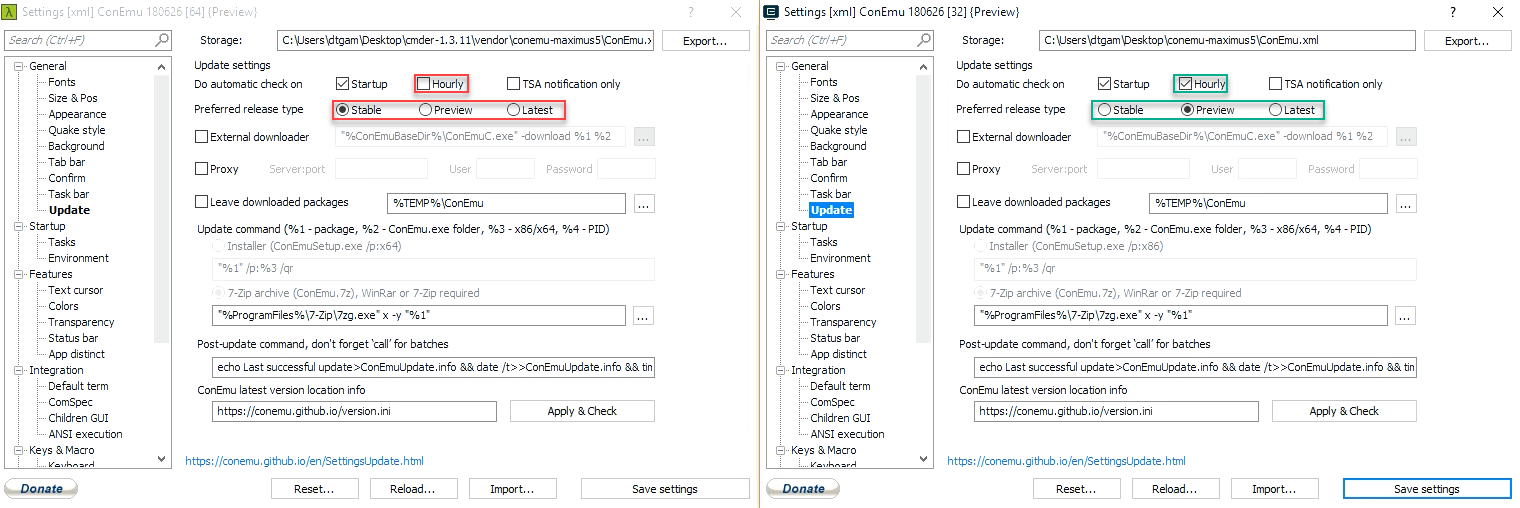 Settings [xml] ConEmu 180626 [64] {Preview}
Search (Ctrl+F)
Storage: C:\Users\dtgam\Desktop\cmder-1.3.11\vendor\conemu-maximus5\ConEmu.x
Export...
General
Fonts
Size & Pos
Appearance
Quake style
Background
Tab bar
Confirm
Task bar
Update
Startup
Tasks
Environment
Features
Text cursor
Colors
Transparency
Status bar
App distinct
Integration
Default term
ComSpec
Children GUI
ANSI execution
Keys & Macro
Keyboard
Update settings
Do automatic check on Startup Hourly TSA notification only
Preferred release type Stable Preview Latest
External downloader "%ConEmuBaseDir%\ConEmuC.exe" -download %1 %2 ...
Proxy Server:port User Password
Leave downloaded packages %TEMP%\ConEmu ...
Update command (%1 - package, %2 - ConEmu.exe folder, %3 - x86/x64, %4 - PID)
Installer (ConEmuSetup.exe /p:x64)
"%1" /p:%3 /qr
7-Zip archive (ConEmu.7z), WinRar or 7-Zip required
"%ProgramFiles%\7-Zip\7zg.exe" x -y "%1" ...
Post-update command, don't forget ‘call’ for batches
echo Last successful update>ConEmuUpdate.info && date /t>>ConEmuUpdate.info && tim
ConEmu latest version location info
https://conemu.github.io/version.ini Apply & Check
https://conemu.github.io/en/SettingsUpdate.html
Donate Reset... Reload... Import... Save settings
Settings [xml] ConEmu 180626 [32] {Preview}
Search (Ctrl+F)
Storage: C:\Users\dtgam\Desktop\conemu-maximus5\ConEmu.xml
Export...
General
Fonts
Size & Pos
Appearance
Quake style
Background
Tab bar
Confirm
Task bar
Update
Startup
Tasks
Environment
Features
Text cursor
Colors
Transparency
Status bar
App distinct
Integration
Default term
ComSpec
Children GUI
ANSI execution
Keys & Macro
Keyboard
Update settings
Do automatic check on Startup Hourly TSA notification only
Preferred release type Stable Preview Latest
External downloader "%ConEmuBaseDir%\ConEmuC.exe" -download %1 %2 ...
Proxy Server:port User Password
Leave downloaded packages %TEMP%\ConEmu ...
Update command (%1 - package, %2 - ConEmu.exe folder, %3 - x86/x64, %4 - PID)
Installer (ConEmuSetup.exe /p:x86)
"%1" /p:%3 /qr
7-Zip archive (ConEmu.7z), WinRar or 7-Zip required
"%ProgramFiles%\7-Zip\7zg.exe" x -y "%1" ...
Post-update command, don't forget ‘call’ for batches
echo Last successful update>ConEmuUpdate.info && date /t>>ConEmuUpdate.info && tim
ConEmu latest version location info
https://conemu.github.io/version.ini Apply & Check
https://conemu.github.io/en/SettingsUpdate.html
Donate Reset... Reload... Import... Save settings